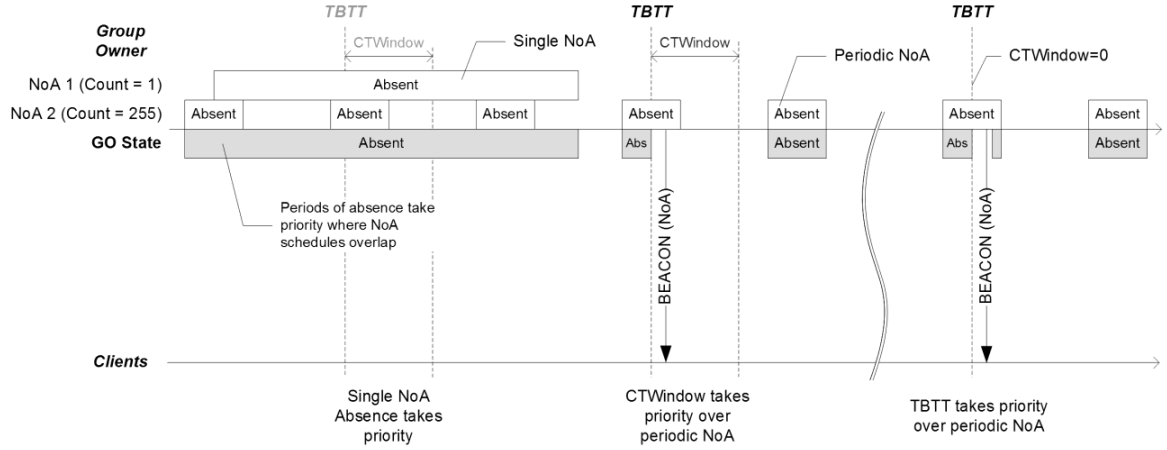 TBTT
TBTT
TBTT
Group
Owner
CTWindow
Single NoA
CTWindow
Periodic NoA
CTWindow=0
NoA 1 (Count = 1)
Absent
NoA 2 (Count = 255)
Absent
Absent
Absent
Absent
Absent
Absent
Absent
GO State
Absent
Abs
Absent
Abs
Absent
Periods of absence take
priority where NoA
schedules overlap
BEACON (NoA)
BEACON (NoA)
Clients
Single NoA
Absence takes
priority
CTWindow takes
priority over
periodic NoA
TBTT takes priority
over periodic NoA